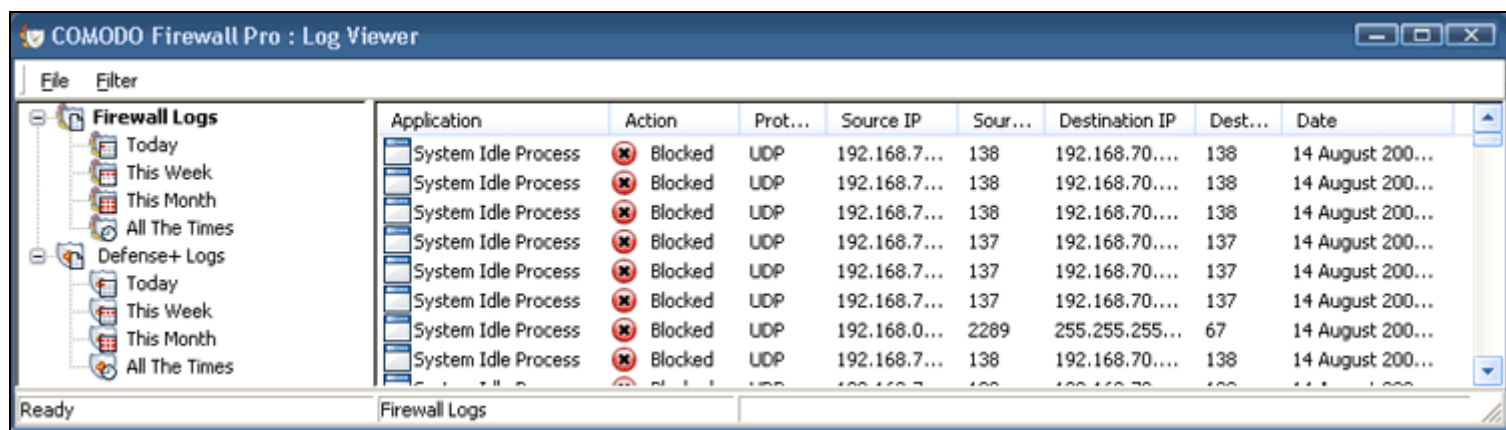 COMODO Firewall Pro : Log Viewer
File Filter
Firewall Logs
Today
This Week
This Month
All The Times
Defense+ Logs
Today
This Week
This Month
All The Times
Application Action Prot... Source IP Sour... Destination IP Dest... Date
System Idle Process Blocked UDP 192.168.7... 138 192.168.70.... 138 14 August 200...
System Idle Process Blocked UDP 192.168.7... 138 192.168.70.... 138 14 August 200...
System Idle Process Blocked UDP 192.168.7... 138 192.168.70.... 138 14 August 200...
System Idle Process Blocked UDP 192.168.7... 137 192.168.70.... 137 14 August 200...
System Idle Process Blocked UDP 192.168.7... 137 192.168.70.... 137 14 August 200...
System Idle Process Blocked UDP 192.168.7... 137 192.168.70.... 137 14 August 200...
System Idle Process Blocked UDP 192.168.0... 2289 255.255.255... 67 14 August 200...
System Idle Process Blocked UDP 192.168.7... 138 192.168.70.... 138 14 August 200...
Ready Firewall Logs